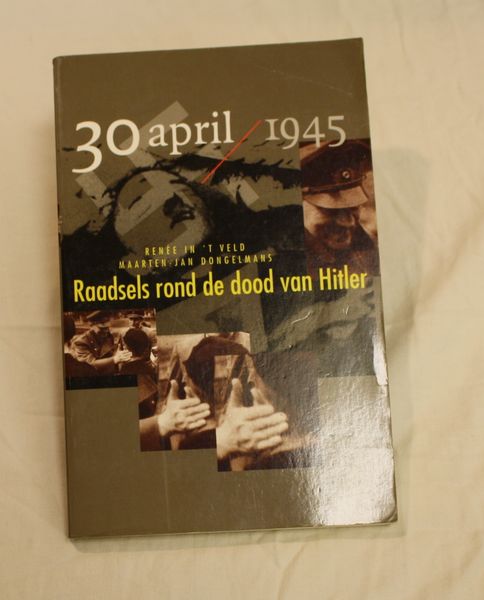 30 april / 1945
RENÉE IN 'T VELD
MAARTEN-JAN DONGELMANS
Raadsels rond de dood van Hitler